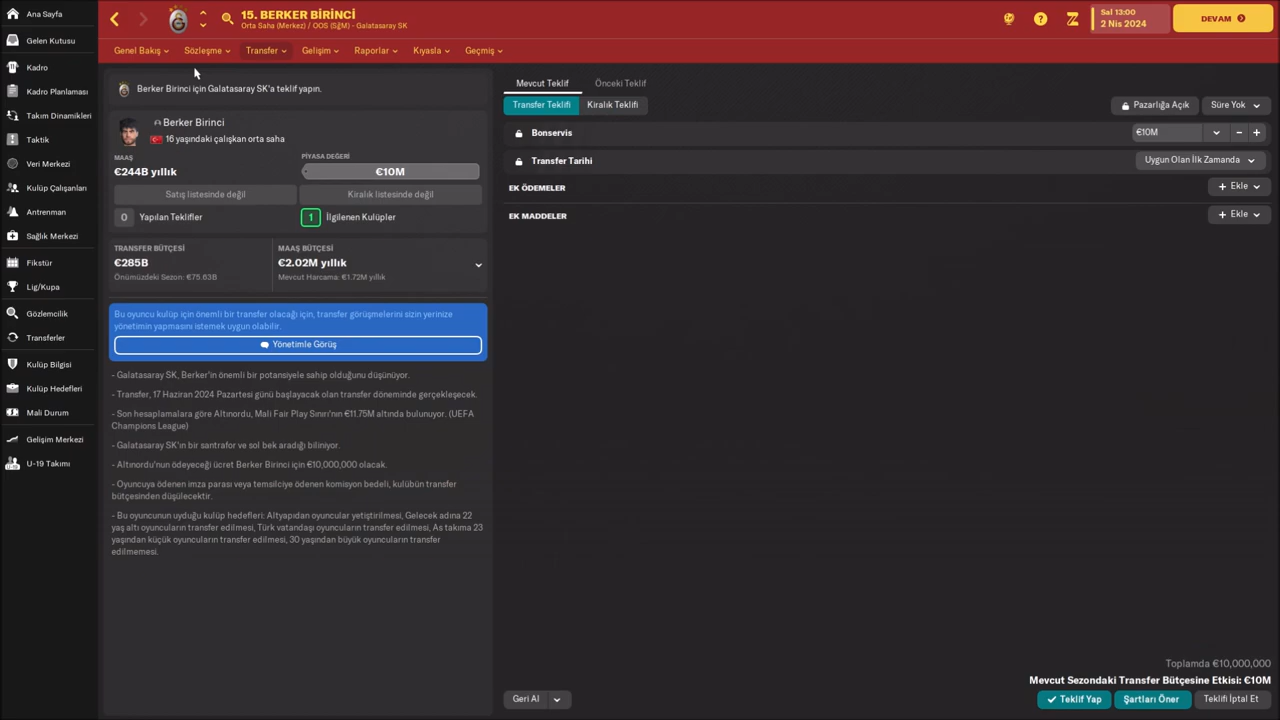 Ana Sayfa
Gelen Kutusu
Kadro
Kadro Planlaması
Takım Dinamikleri
Taktik
Veri Merkezi
Kulüp Çalışanları
Antrenman
Sağlık Merkezi
Fikstür
Lig/Kupa
Gözlemcilik
Transferler
Kulüp Bilgisi
Kulüp Hedefleri
Mali Durum
Gelişim Merkezi
U-19 Takımı
15. BERKER BİRİNCİ
Orta Saha (Merkez) / OOS (SğM) - Galatasaray SK
Sal 13:00
2 Nis 2024
DEVAM
Genel Bakış
Sözleşme
Transfer
Gelişim
Raporlar
Kıyasla
Geçmiş
Berker Birinci için Galatasaray SK'a teklif yapın.
Berker Birinci
16 yaşındaki çalışkan orta saha
MAAŞ
€244B yıllık
PİYASA DEĞERİ
€10M
Satış listesinde değil
Kiralık listesinde değil
0 Yapılan Teklifler
1 İlgilenen Kulüpler
TRANSFER BÜTÇESİ
€285B
Önümüzdeki Sezon: €75.63B
MAAŞ BÜTÇESİ
€2.02M yıllık
Mevcut Harcama: €1.72M yıllık
Bu oyuncu kulüp için önemli bir transfer olacağı için, transfer görüşmelerini sizin yerinize
yönetimin yapmasını istemek uygun olabilir.
Yönetimle Görüş
- Galatasaray SK, Berker'in önemli bir potansiyele sahip olduğunu düşünüyor.
- Transfer, 17 Haziran 2024 Pazartesi günü başlayacak olan transfer döneminde gerçekleşecek.
- Son hesaplamalara göre Altınordu, Mali Fair Play Sınırı'nın €11.75M altında bulunuyor. (UEFA
Champions League)
- Galatasaray SK'ın bir santrafor ve sol bek aradığı biliniyor.
- Altınordu'nun ödeyeceği ücret Berker Birinci için €10,000,000 olacak.
- Oyuncuya ödenen imza parası veya temsilciye ödenen komisyon bedeli, kulübün transfer
bütçesinden düşülecektir.
- Bu oyuncunun uyduğu kulüp hedefleri: Altyapıdan oyuncular yetiştirilmesi, Gelecek adına 22
yaş altı oyuncuların transfer edilmesi, Türk vatandaşı oyuncuların transfer edilmesi, As takıma 23
yaşından küçük oyuncuların transfer edilmesi, 30 yaşından büyük oyuncuların transfer
edilmemesi.
Mevcut Teklif
Önceki Teklif
Transfer Teklifi
Kiralık Teklifi
Pazarlığa Açık
Süre Yok
Bonservis
€10M
Transfer Tarihi
Uygun Olan İlk Zamanda
EK ÖDEMELER
+ Ekle
EK MADDELER
+ Ekle
Toplamda €10,000,000
Mevcut Sezondaki Transfer Bütçesine Etkisi: €10M
Geri Al
Teklif Yap
Şartları Öner
Teklifi İptal Et